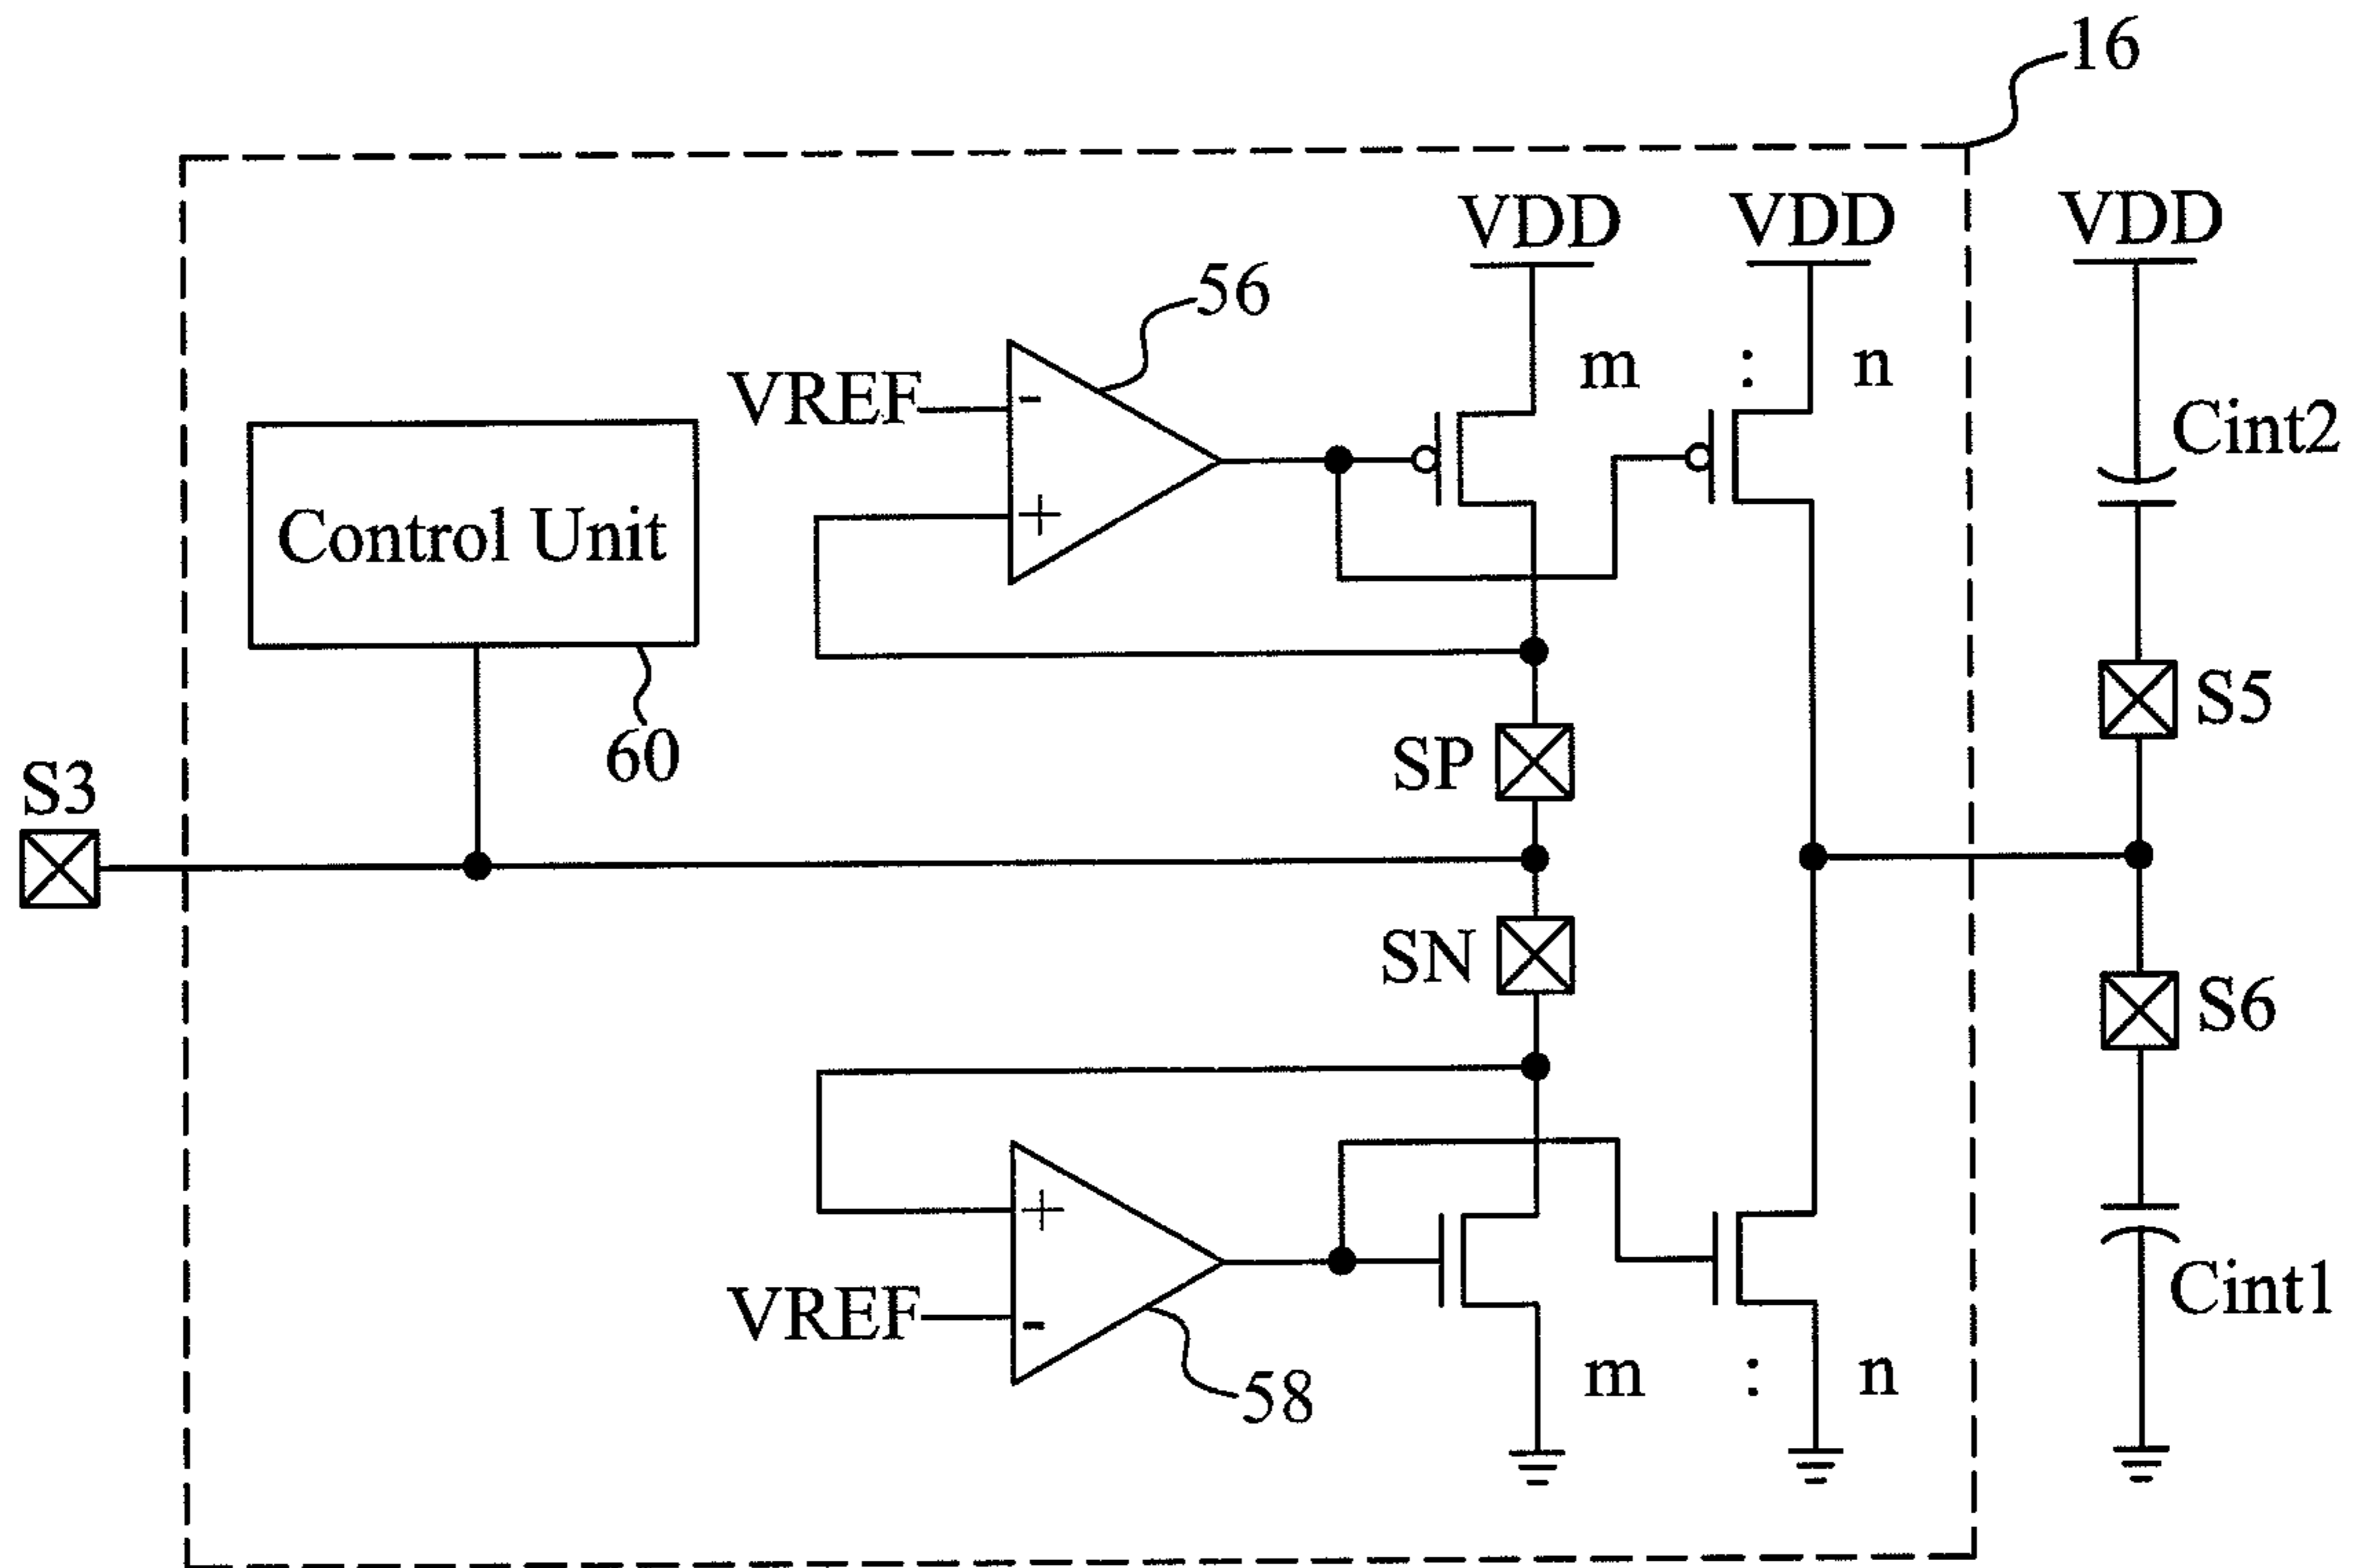 16
VDD VDD VDD
56
m : n
VREF -
Cint2
+
Control Unit
S5
60
SP
S3
SN
S6
+
Cint1
VREF -
m : n
58